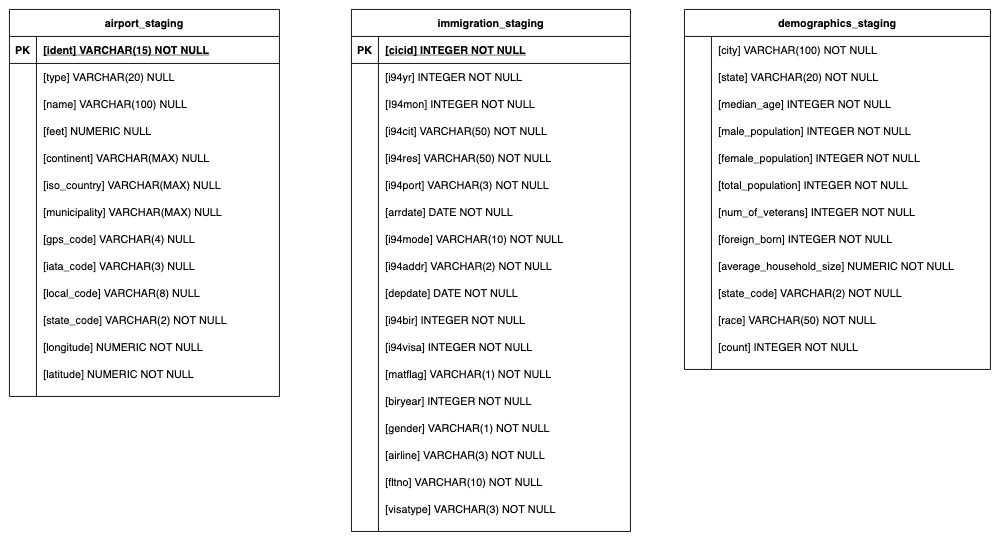 airport_staging
PK [ident] VARCHAR(15) NOT NULL
[type] VARCHAR(20) NULL
[name] VARCHAR(100) NULL
[feet] NUMERIC NULL
[continent] VARCHAR(MAX) NULL
[iso_country] VARCHAR(MAX) NULL
[municipality] VARCHAR(MAX) NULL
[gps_code] VARCHAR(4) NULL
[iata_code] VARCHAR(3) NULL
[local_code] VARCHAR(8) NULL
[state_code] VARCHAR(2) NOT NULL
[longitude] NUMERIC NOT NULL
[latitude] NUMERIC NOT NULL
immigration_staging
PK [cicid] INTEGER NOT NULL
[i94yr] INTEGER NOT NULL
[I94mon] INTEGER NOT NULL
[i94cit] VARCHAR(50) NOT NULL
[i94res] VARCHAR(50) NOT NULL
[i94port] VARCHAR(3) NOT NULL
[arrdate] DATE NOT NULL
[i94mode] VARCHAR(10) NOT NULL
[i94addr] VARCHAR(2) NOT NULL
[depdate] DATE NOT NULL
[i94bir] INTEGER NOT NULL
[i94visa] INTEGER NOT NULL
[matflag] VARCHAR(1) NOT NULL
[biryear] INTEGER NOT NULL
[gender] VARCHAR(1) NOT NULL
[airline] VARCHAR(3) NOT NULL
[fltno] VARCHAR(10) NOT NULL
[visatype] VARCHAR(3) NOT NULL
demographics_staging
[city] VARCHAR(100) NOT NULL
[state] VARCHAR(20) NOT NULL
[median_age] INTEGER NOT NULL
[male_population] INTEGER NOT NULL
[female_population] INTEGER NOT NULL
[total_population] INTEGER NOT NULL
[num_of_veterans] INTEGER NOT NULL
[foreign_born] INTEGER NOT NULL
[average_household_size] NUMERIC NOT NULL
[state_code] VARCHAR(2) NOT NULL
[race] VARCHAR(50) NOT NULL
[count] INTEGER NOT NULL